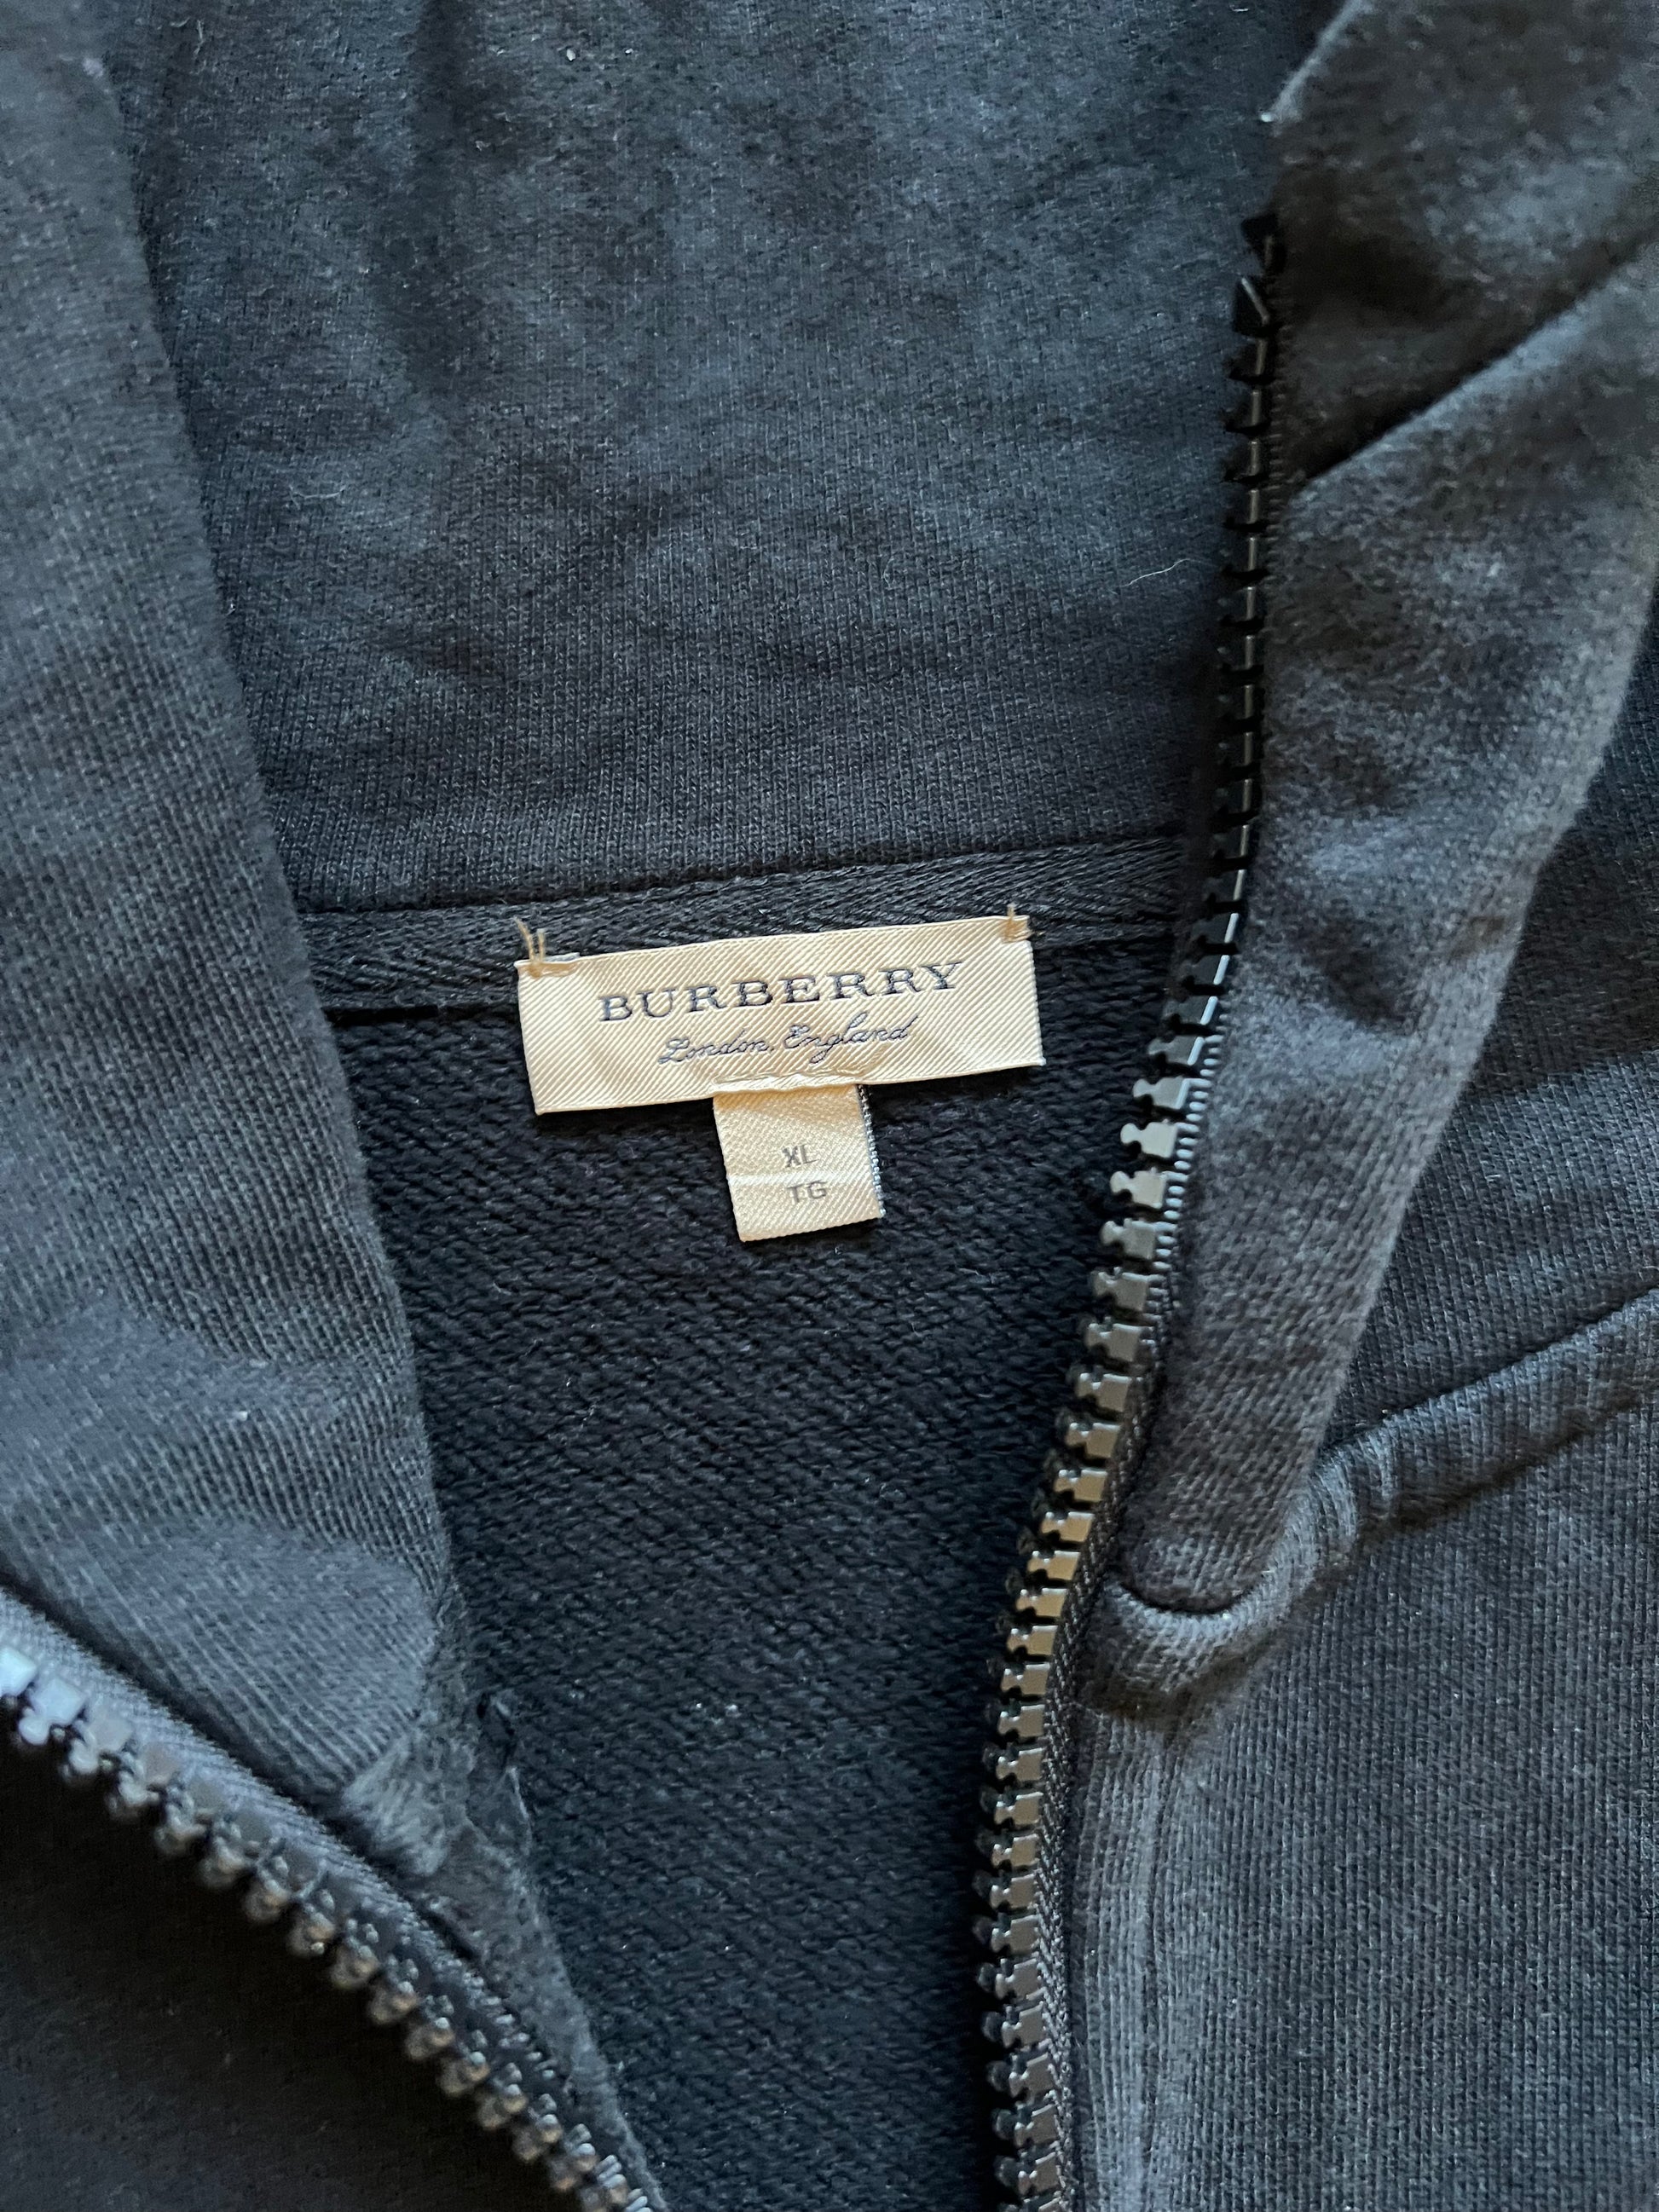 BURBERRY
London, England
XL
TG